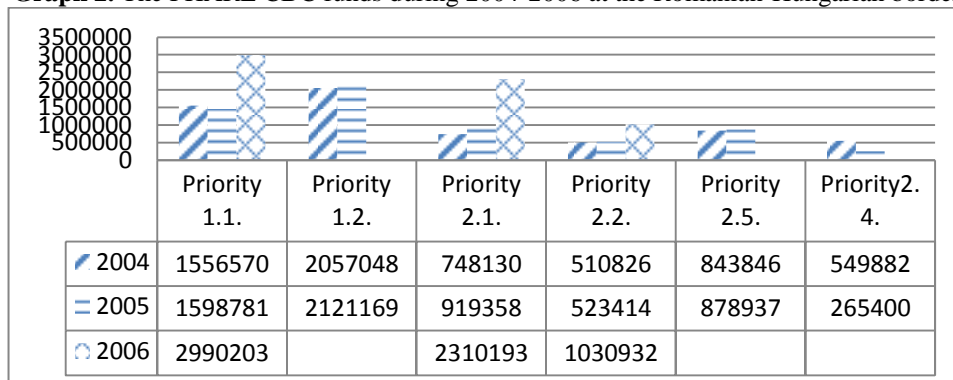 Graph 2. The PHARE CBC funds during 2004-2006 at the Romanian-Hungarian border
3500000
3000000
2500000
2000000
1500000
1000000
500000
0
Priority 1.1. Priority 1.2. Priority 2.1. Priority 2.2. Priority 2.5. Priority2. 4.
2004 1556570 2057048 748130 510826 843846 549882
2005 1598781 2121169 919358 523414 878937 265400
2006 2990203 2310193 1030932